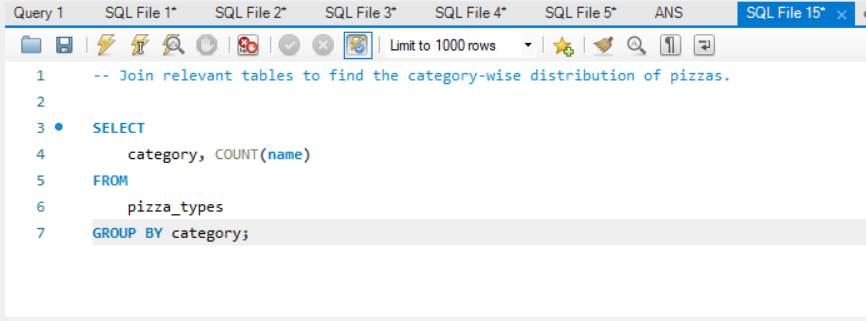 Query 1 SQL File 1* SQL File 2* SQL File 3* SQL File 4* SQL File 5* ANS SQL File 15*
Limit to 1000 rows
1 -- Join relevant tables to find the category-wise distribution of pizzas.
2
3 SELECT
4 category, COUNT(name)
5 FROM
6 pizza_types
7 GROUP BY category;